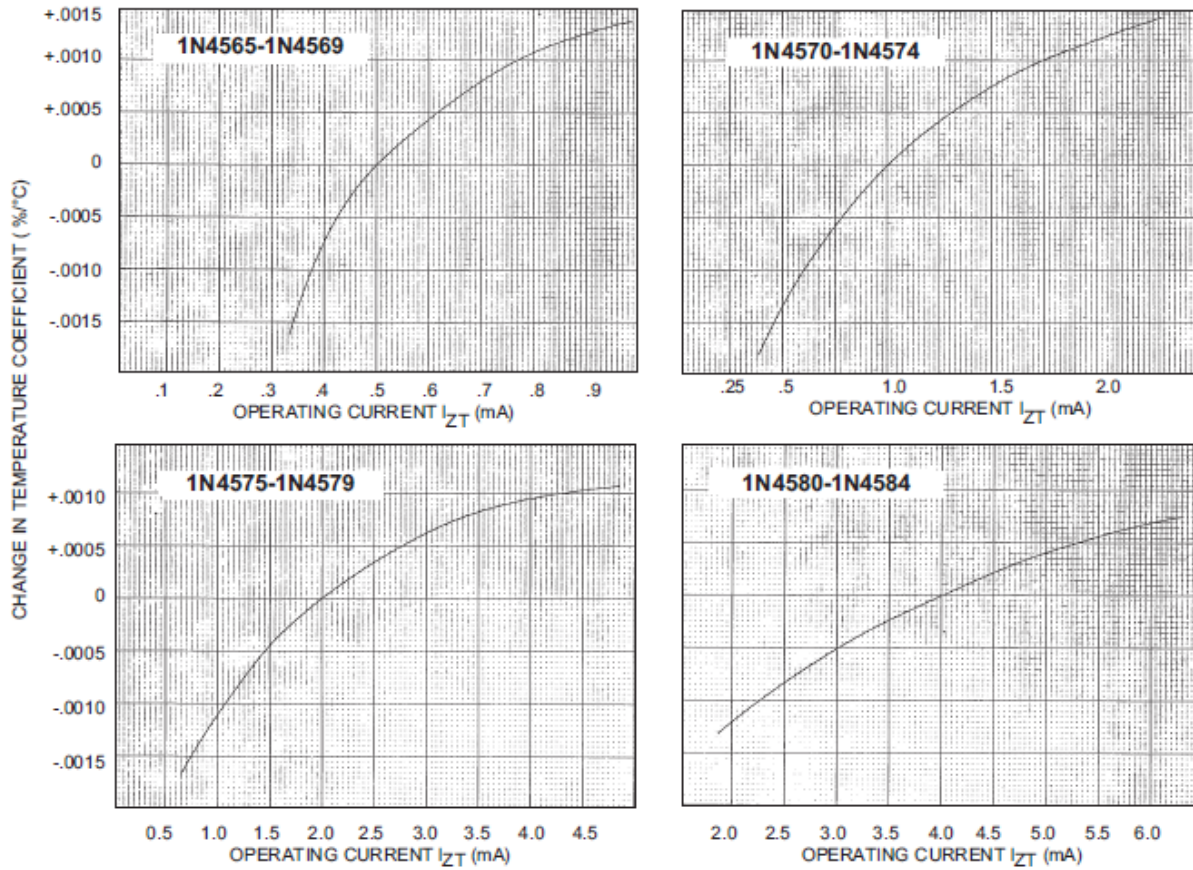 CHANGE IN TEMPERATURE COEFFICIENT ( %/°C)
1N4565-1N4569
+.0015
+.0010
+.0005
0
-.0005
-.0010
-.0015
.1 .2 .3 .4 .5 .6 .7 .8 .9
OPERATING CURRENT IZT (mA)
1N4570-1N4574
.25 .5 1.0 1.5 2.0
OPERATING CURRENT IZT (mA)
1N4575-1N4579
+.0010
+.0005
0
-.0005
-.0010
-.0015
0.5 1.0 1.5 2.0 2.5 3.0 3.5 4.0 4.5
OPERATING CURRENT IZT (mA)
1N4580-1N4584
2.0 2.5 3.0 3.5 4.0 4.5 5.0 5.5 6.0
OPERATING CURRENT IZT (mA)